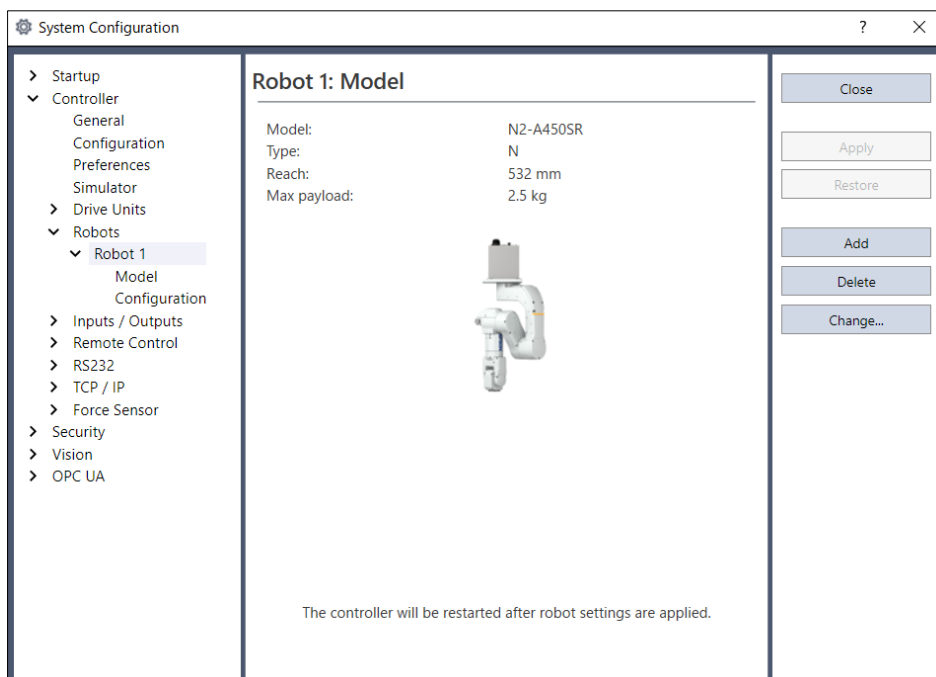 System Configuration
?
Startup
Controller
General
Configuration
Preferences
Simulator
Drive Units
Robots
Robot 1
Model
Configuration
Inputs / Outputs
Remote Control
RS232
TCP / IP
Force Sensor
Security
Vision
OPC UA
Robot 1: Model
Model: N2-A450SR
Type: N
Reach: 532 mm
Max payload: 2.5 kg
The controller will be restarted after robot settings are applied.
Close
Apply
Restore
Add
Delete
Change...